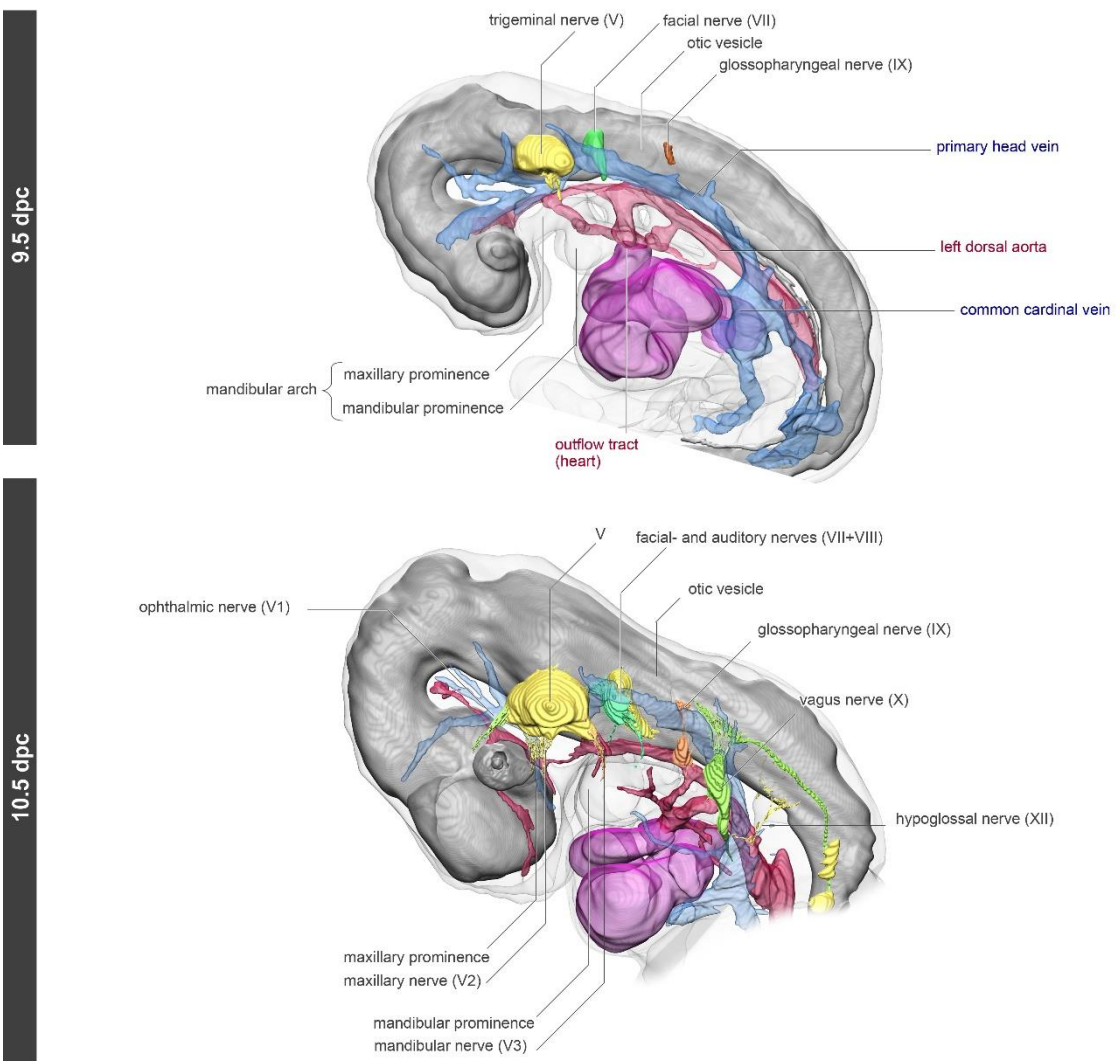 9.5 dpc
trigeminal nerve (V)
facial nerve (VII)
otic vesicle
glossopharyngeal nerve (IX)
primary head vein
left dorsal aorta
common cardinal vein
mandibular arch
maxillary prominence
mandibular prominence
outflow tract
(heart)
10.5 dpc
V
facial- and auditory nerves (VII+VIII)
otic vesicle
ophthalmic nerve (V1)
glossopharyngeal nerve (IX)
vagus nerve (X)
hypoglossal nerve (XII)
maxillary prominence
maxillary nerve (V2)
mandibular prominence
mandibular nerve (V3)